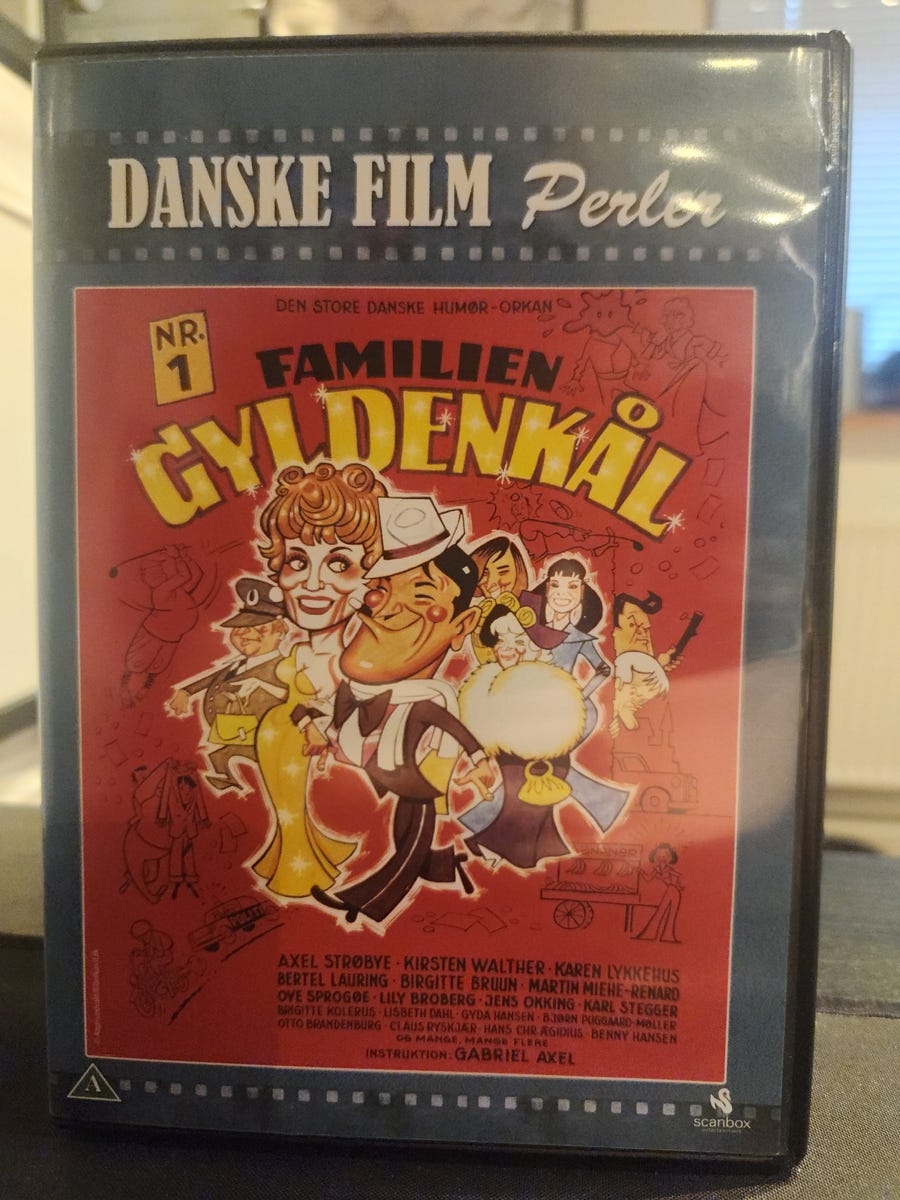 DANSKE FILM Perler
DEN STORE DANSKE HUMØR-ORKAN
NR.
1
FAMILIEN
GYLDENKÅL
POLITI
AXEL STRØBYE · KIRSTEN WALTHER · KAREN LYKKEHUS
BERTEL LAURING · BIRGITTE BRUUN · MARTIN MIEHE-RENARD
OVE SPROGØE · LILY BROBERG · JENS OKKING · KARL STEGGER
BRIGITTE KOLERUS · LISBETH DAHL · GYDA HANSEN · BJØRN PUGGAARD-MØLLER
OTTO BRANDENBURG · CLAUS RYSKJÆR · HANS CHR. ÆGIDIUS · BENNY HANSEN
OG MANGE, MANGE FLERE
INSTRUKTION: GABRIEL AXEL
A
scanbox